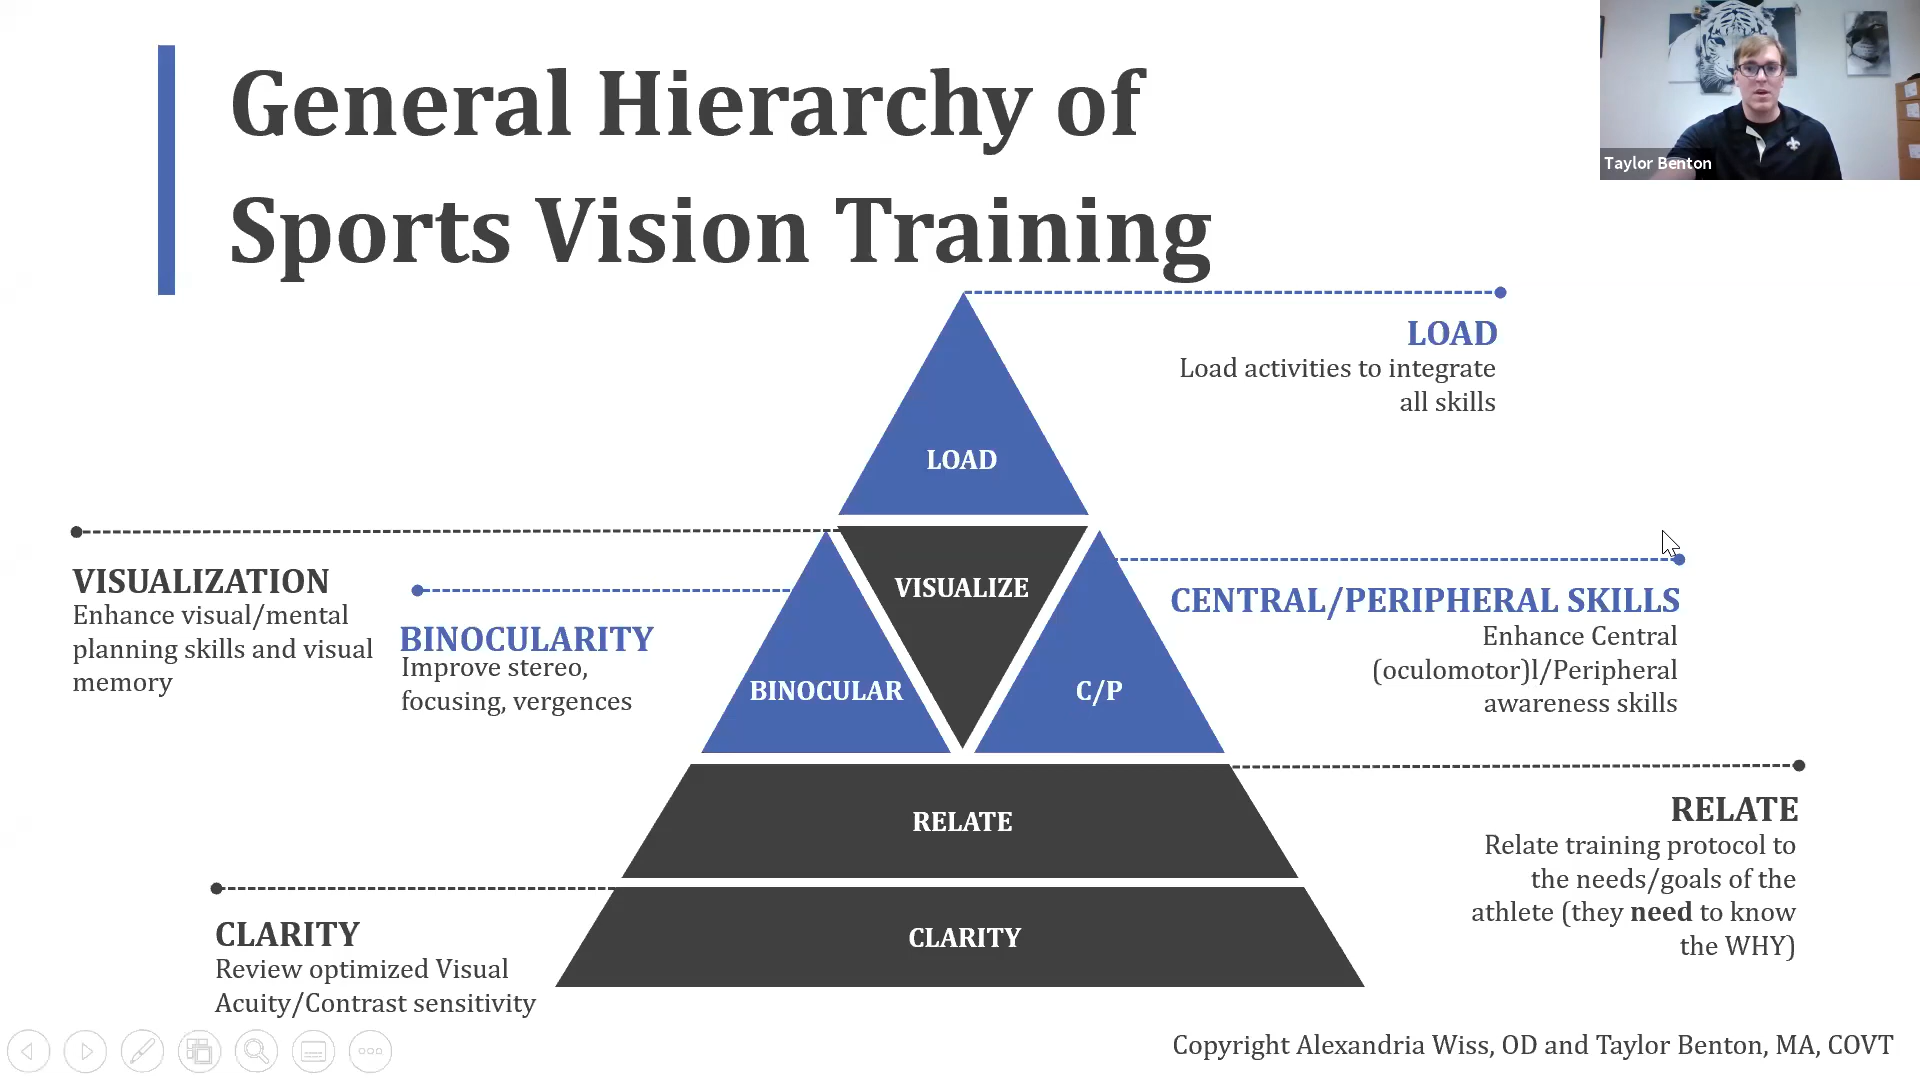 General Hierarchy of
Sports Vision Training
Taylor Benton
LOAD
Load activities to integrate
all skills
LOAD
VISUALIZATION
Enhance visual/mental
planning skills and visual
memory
BINOCULARITY
Improve stereo,
focusing, vergences
VISUALIZE
BINOCULAR
C/P
CENTRAL/PERIPHERAL SKILLS
Enhance Central
(oculomotor)l/Peripheral
awareness skills
RELATE
RELATE
Relate training protocol to
the needs/goals of the
athlete (they need to know
the WHY)
CLARITY
Review optimized Visual
Acuity/Contrast sensitivity
CLARITY
Copyright Alexandria Wiss, OD and Taylor Benton, MA, COVT